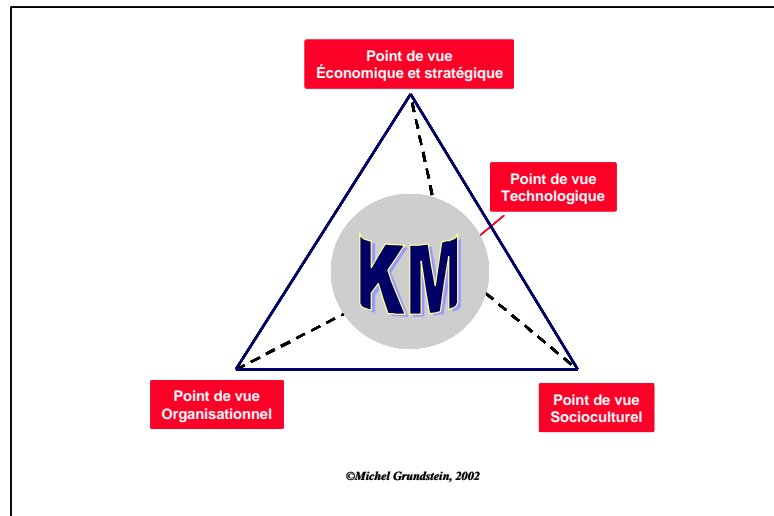 Point de vue
Économique et stratégique
Point de vue
Technologique
KM
Point de vue
Organisationnel
Point de vue
Socioculturel
©Michel Grundstein, 2002